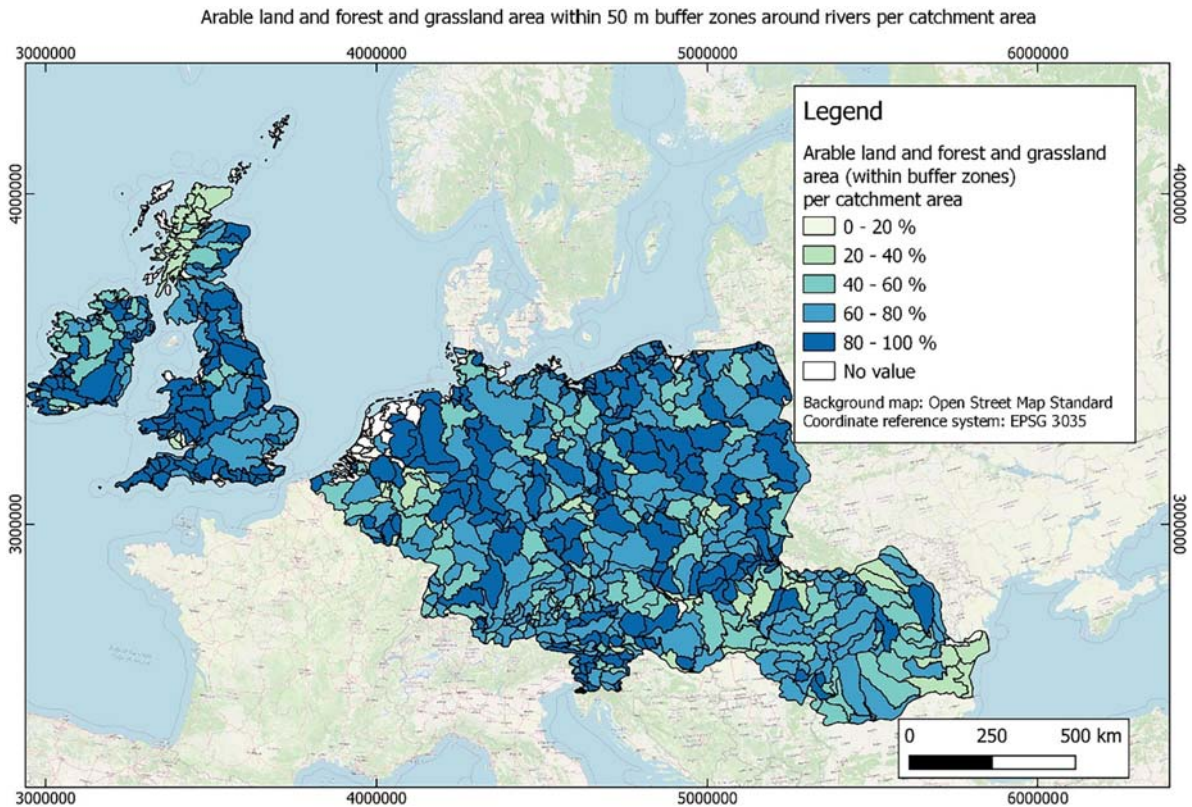 Arable land and forest and grassland area within 50 m buffer zones around rivers per catchment area
3000000
4000000
5000000
6000000
4000000
4000000
3000000
3000000
Legend
Arable land and forest and grassland
area (within buffer zones)
per catchment area
0 - 20 %
20 - 40 %
40 - 60 %
60 - 80 %
80 - 100 %
No value
Background map: Open Street Map Standard
Coordinate reference system: EPSG 3035
0 250 500 km
3000000
4000000
5000000
6000000